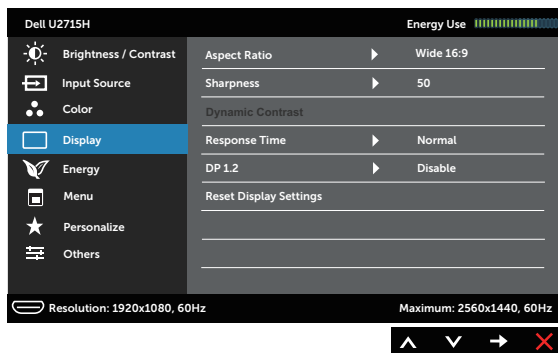 Dell U2715H Energy Use
Brightness / Contrast Aspect Ratio Wide 16:9
Input Source Sharpness 50
Color Dynamic Contrast
Display Response Time Normal
Energy DP 1.2 Disable
Menu Reset Display Settings
Personalize
Others
Resolution: 1920x1080, 60Hz Maximum: 2560x1440, 60Hz